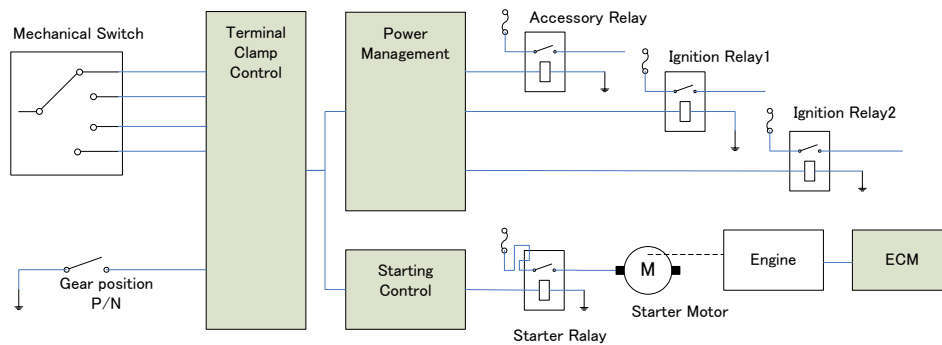 Mechanical Switch
Terminal
Clamp
Control
Power
Management
Accessory Relay
Ignition Relay1
Ignition Relay2
Gear position
P/N
Starting
Control
Starter Ralay
M
Starter Motor
Engine
ECM